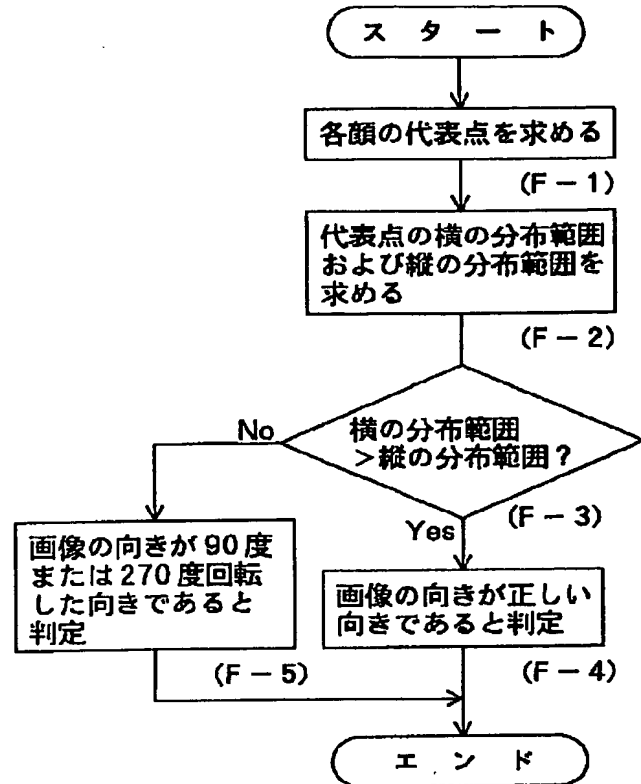 スタート
各顔の代表点を求める
(F－1)
代表点の横の分布範囲
および縦の分布範囲を
求める
(F－2)
横の分布範囲
＞縦の分布範囲？
(F－3)
No
Yes
画像の向きが90度
または270度回転
した向きであると
判定
(F－5)
画像の向きが正しい
向きであると判定
(F－4)
エンド